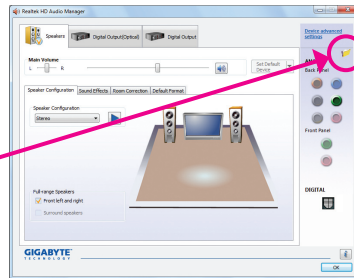 Realtek HD Audio Manager
Speakers
Digital Output(Optical)
Digital Output
Device advanced settings
Main Volume
L
R
Set Default Device
Speaker Configuration
Sound Effects
Room Correction
Default Format
Speaker Configuration
Stereo
Full-range Speakers
Front left and right
Surround speakers
AN
Back Panel
Front Panel
DIGITAL
GIGABYTE
TECHNOLOGY
OK